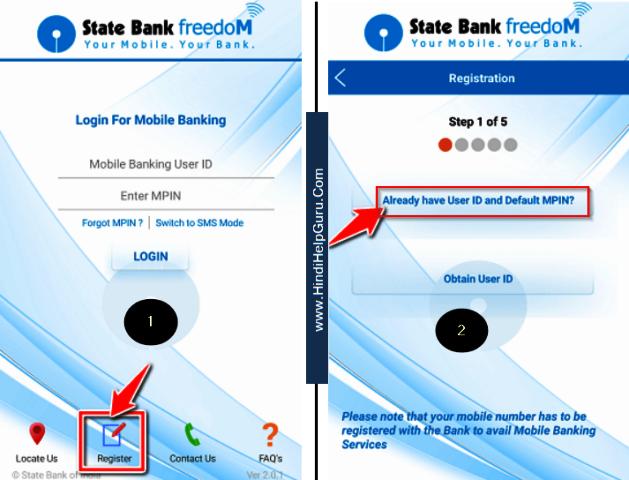 State Bank freedoM
Your Mobile. Your Bank.
Login For Mobile Banking
Mobile Banking User ID
Enter MPIN
Forgot MPIN ? | Switch to SMS Mode
LOGIN
1
Locate Us
Register
Contact Us
FAQ's
© State Bank of India
Ver 2.0.1
www.HindiHelpGuru.Com
State Bank freedoM
Your Mobile. Your Bank.
Registration
Step 1 of 5
Already have User ID and Default MPIN?
Obtain User ID
2
Please note that your mobile number has to be
registered with the Bank to avail Mobile Banking
Services